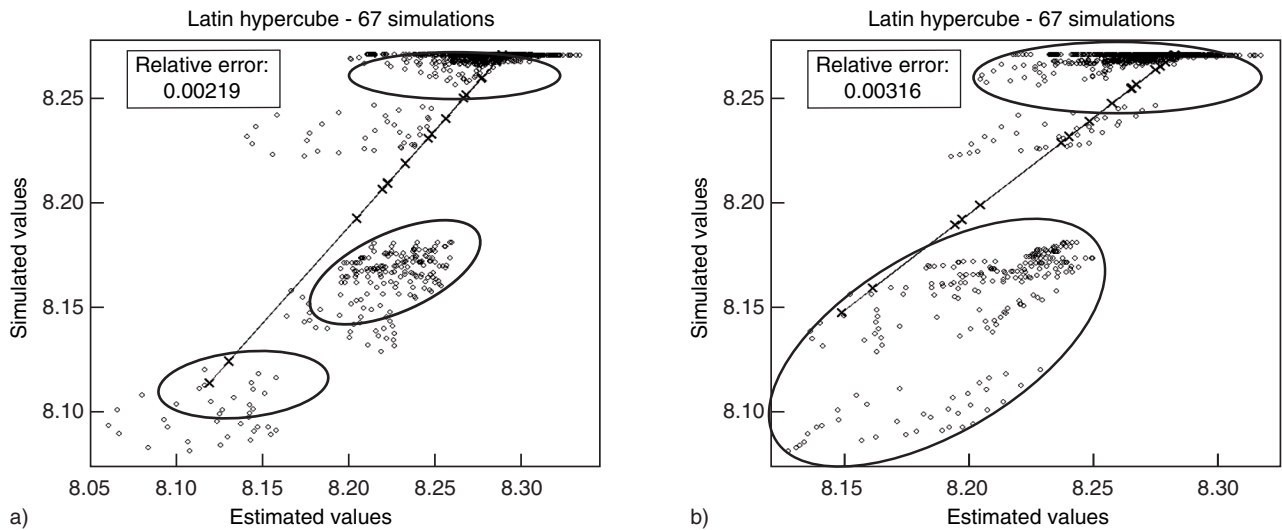 Latin hypercube - 67 simulations
Relative error:
0.00219
8.25
8.20
8.15
8.10
Simulated values
8.05 8.10 8.15 8.20 8.25 8.30
Estimated values
a)
Latin hypercube - 67 simulations
Relative error:
0.00316
8.25
8.20
8.15
8.10
Simulated values
8.15 8.20 8.25 8.30
Estimated values
b)